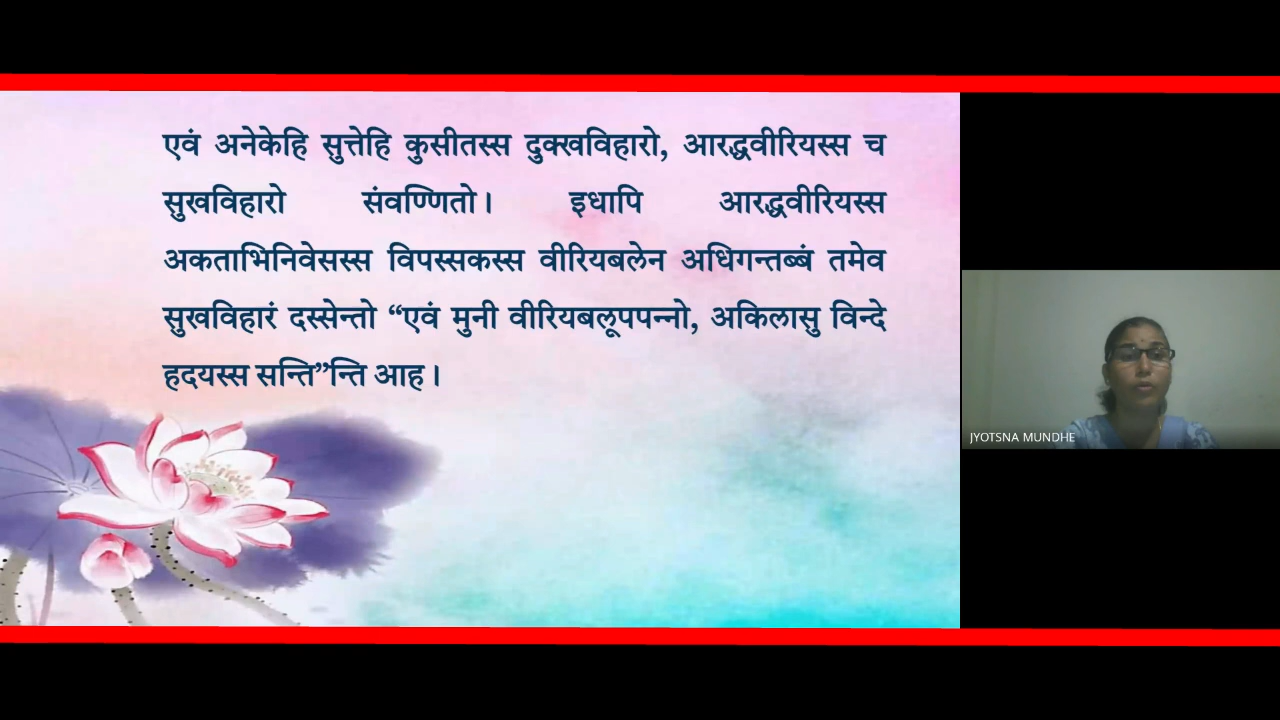 एवं अनेकेहि सुत्तेहि कुसीतस्स दुक्खविहारो, आरद्धवीरियस्स च
सुखविहारो संवण्णितो। इधापि आरद्धवीरियस्स
अकताभिनिवेसस्स विपस्सकस्स वीरियबलेन अधिगन्तब्बं तमेव
सुखविहारं दस्सेन्तो “एवं मुनी वीरियबलूपपन्नो, अकिलासु विन्दे
हदयस्स सन्ति”न्ति आह।
JYOTSNA MUNDHE